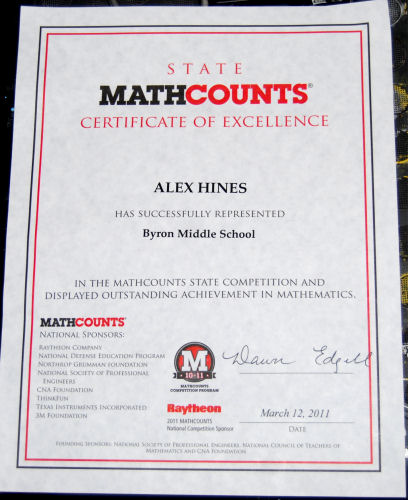 STATE
MATHCOUNTS®
CERTIFICATE OF EXCELLENCE
ALEX HINES
HAS SUCCESSFULLY REPRESENTED
Byron Middle School
IN THE MATHCOUNTS STATE COMPETITION AND
DISPLAYED OUTSTANDING ACHIEVEMENT IN MATHEMATICS.
MATHCOUNTS®
NATIONAL SPONSORS:
RAYTHEON COMPANY
NATIONAL DEFENSE EDUCATION PROGRAM
NORTHROP GRUMMAN FOUNDATION
NATIONAL SOCIETY OF PROFESSIONAL
ENGINEERS
CNA FOUNDATION
THINKFUN
TEXAS INSTRUMENTS INCORPORATED
3M FOUNDATION
M
10•11
MATHCOUNTS
COMPETITION PROGRAM
Raytheon
2011 MATHCOUNTS
National Competition Sponsor
Dawn Edgell
March 12, 2011
DATE
FOUNDING SPONSORS: NATIONAL SOCIETY OF PROFESSIONAL ENGINEERS, NATIONAL COUNCIL OF TEACHERS OF
MATHEMATICS AND CNA FOUNDATION